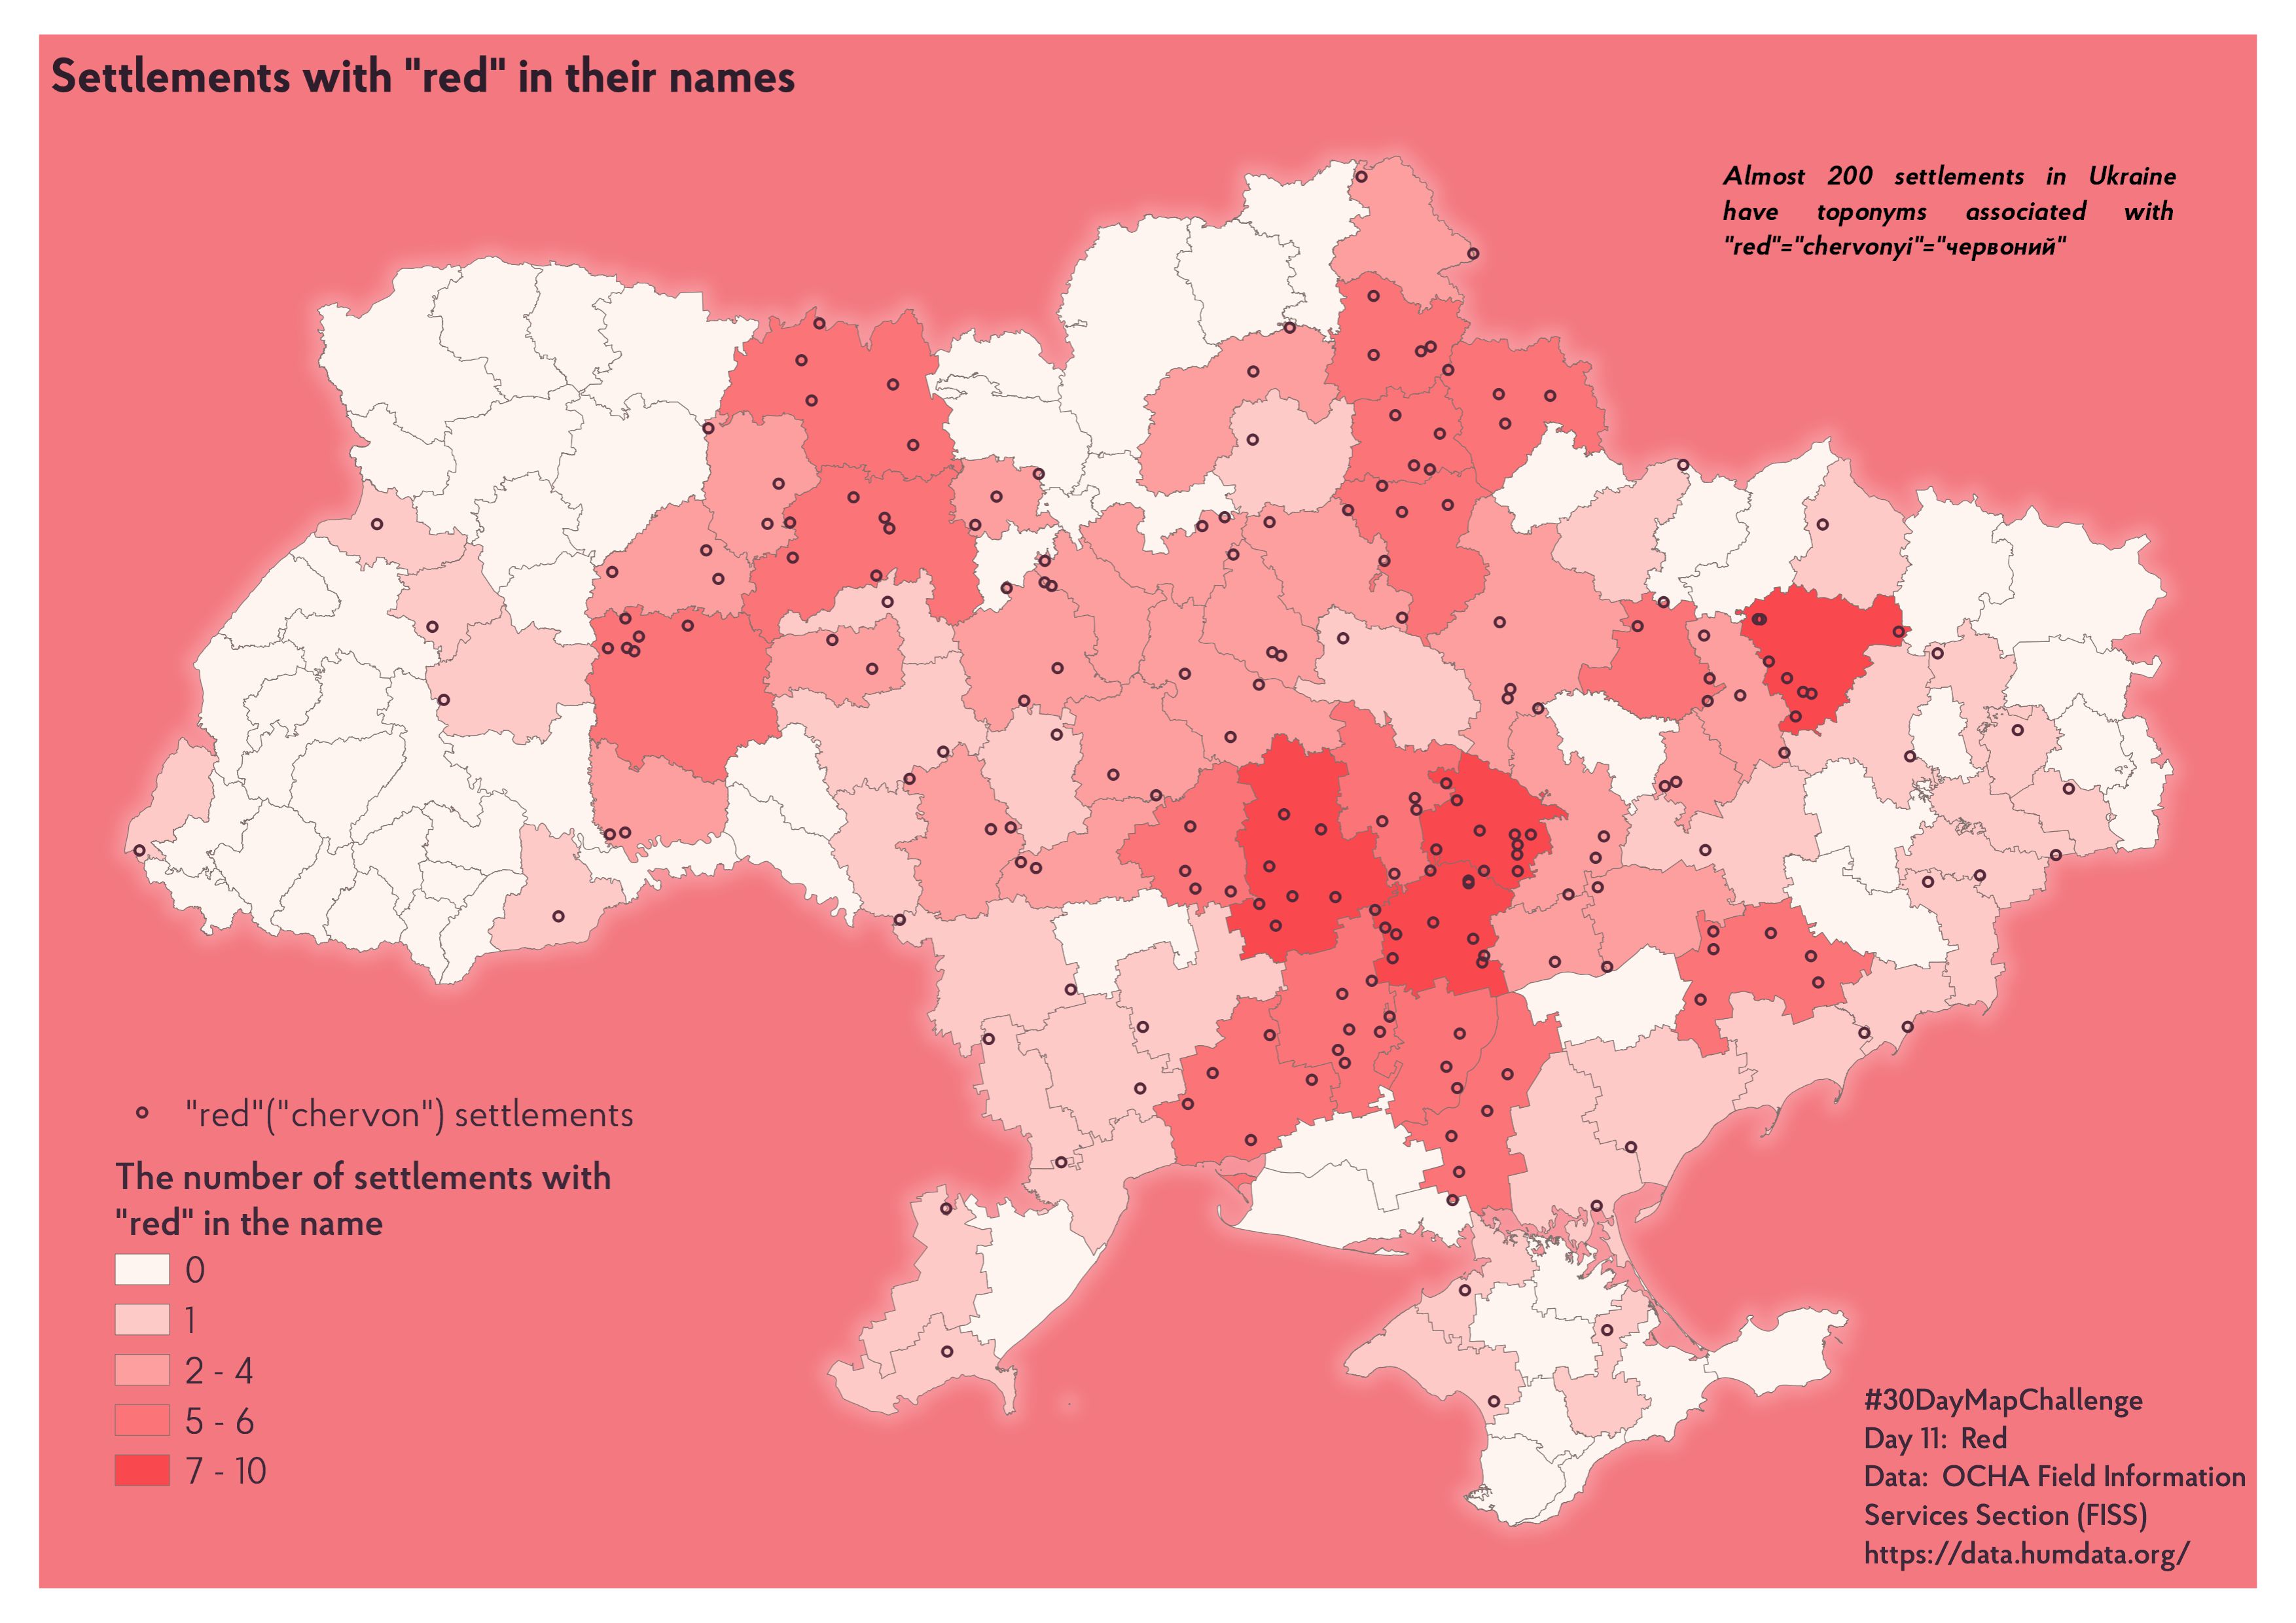 Settlements with "red" in their names
Almost 200 settlements in Ukraine
have toponyms associated with
"red"="chervonyi"="червоний"
"red"("chervon") settlements
The number of settlements with
"red" in the name
0
1
2 - 4
5 - 6
7 - 10
#30DayMapChallenge
Day 11: Red
Data: OCHA Field Information
Services Section (FISS)
https://data.humdata.org/